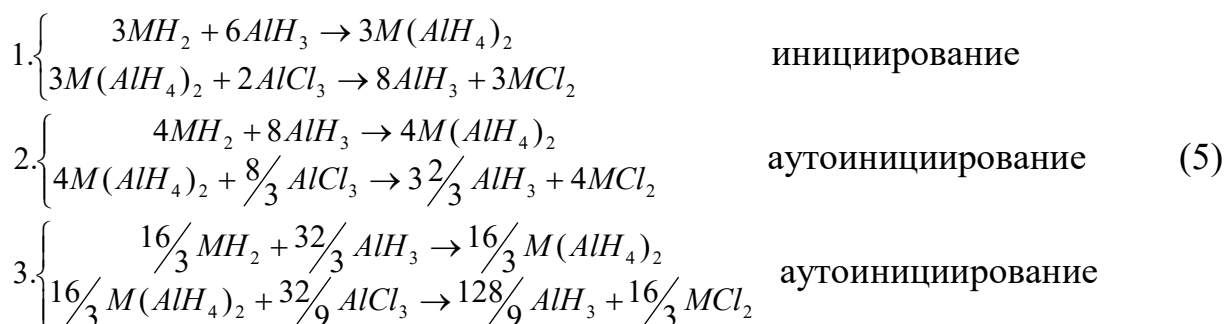 1. { 3MH₂ + 6AlH₃ → 3M(AlH₄)₂
3M(AlH₄)₂ + 2AlCl₃ → 8AlH₃ + 3MCl₂ инициирование
2. { 4MH₂ + 8AlH₃ → 4M(AlH₄)₂
4M(AlH₄)₂ + 8/3 AlCl₃ → 3 2/3 AlH₃ + 4MCl₂ аутоинициирование (5)
3. { 16/3 MH₂ + 32/3 AlH₃ → 16/3 M(AlH₄)₂
16/3 M(AlH₄)₂ + 32/9 AlCl₃ → 128/9 AlH₃ + 16/3 MCl₂ аутоинициирование